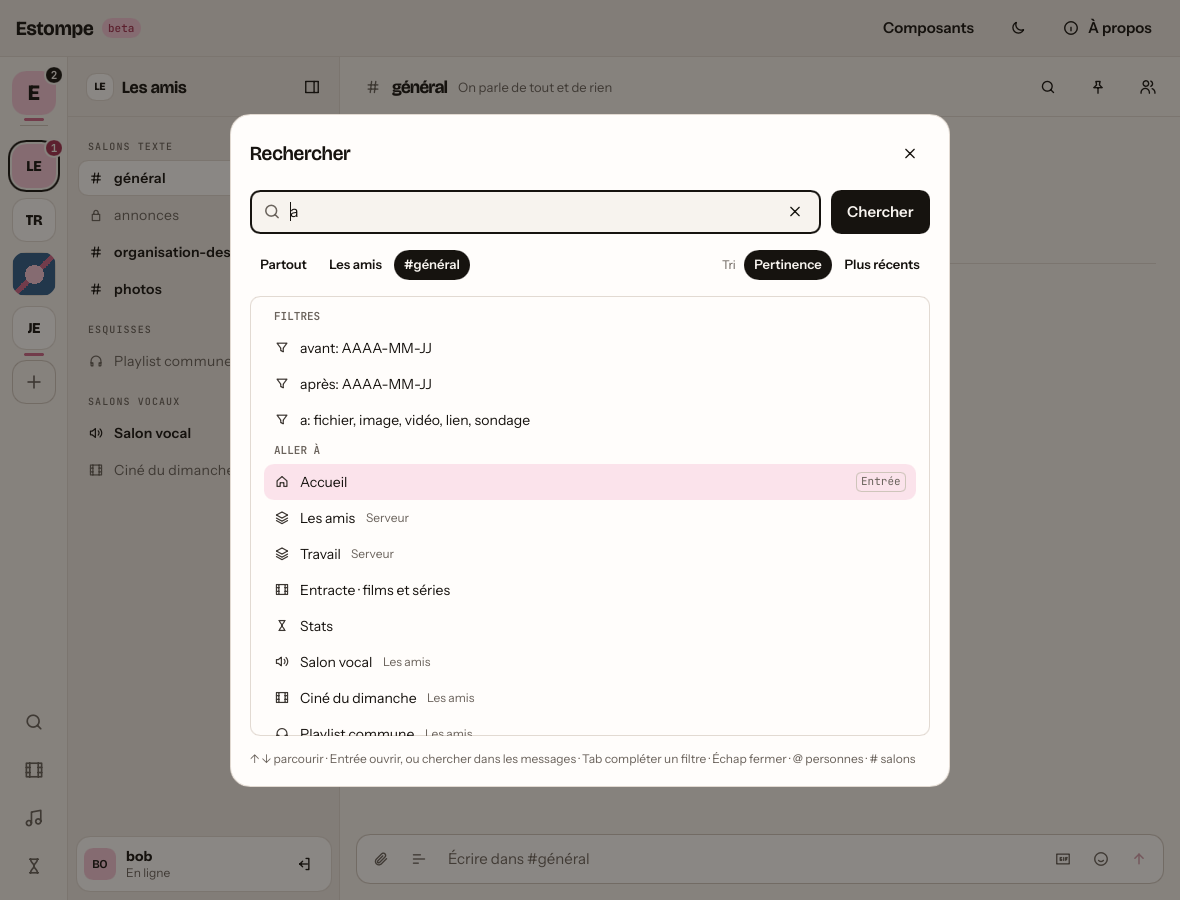 Estompe beta
Composants
À propos
E 2
LE Les amis
# général On parle de tout et de rien
SALONS TEXTE
LE 1
# général
TR
annonces
# organisation-des
# photos
JE
ESQUISSES
Playlist commune
SALONS VOCAUX
Salon vocal
Ciné du dimanche
Rechercher
a
Chercher
Partout Les amis #général
Tri Pertinence Plus récents
FILTRES
avant: AAAA-MM-JJ
après: AAAA-MM-JJ
a: fichier, image, vidéo, lien, sondage
ALLER À
Accueil Entrée
Les amis Serveur
Travail Serveur
Entracte · films et séries
Stats
Salon vocal Les amis
Ciné du dimanche Les amis
Playlist commune Les amis
↑↓ parcourir · Entrée ouvrir, ou chercher dans les messages · Tab compléter un filtre · Échap fermer · @ personnes · # salons
BO bob
En ligne
Écrire dans #général
GIF